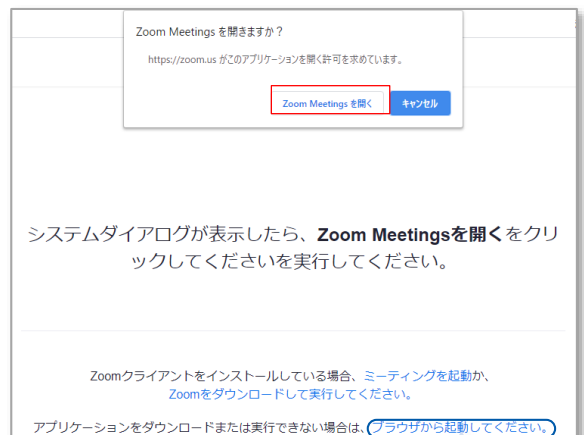 Zoom Meetings を開きますか？
https://zoom.us がこのアプリケーションを開く許可を求めています。
Zoom Meetings を開く
キャンセル
システムダイアログが表示したら、Zoom Meetingsを開くをクリ
ックしてくださいを実行してください。
Zoomクライアントをインストールしている場合、ミーティングを起動か、
Zoomをダウンロードして実行してください。
アプリケーションをダウンロードまたは実行できない場合は、ブラウザから起動してください。